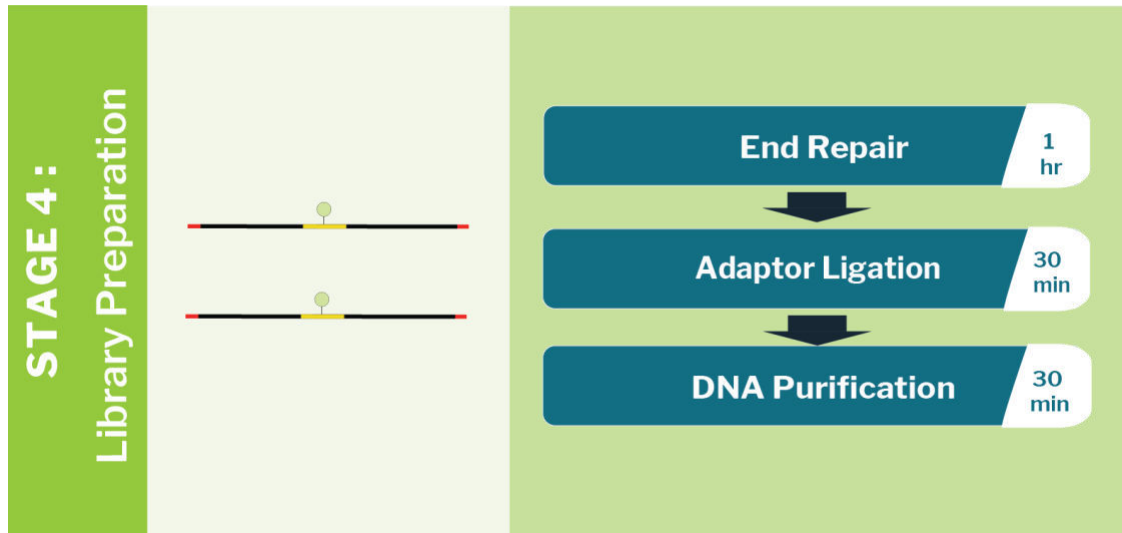 STAGE 4:
Library Preparation
End Repair
1
hr
Adaptor Ligation
30
min
DNA Purification
30
min